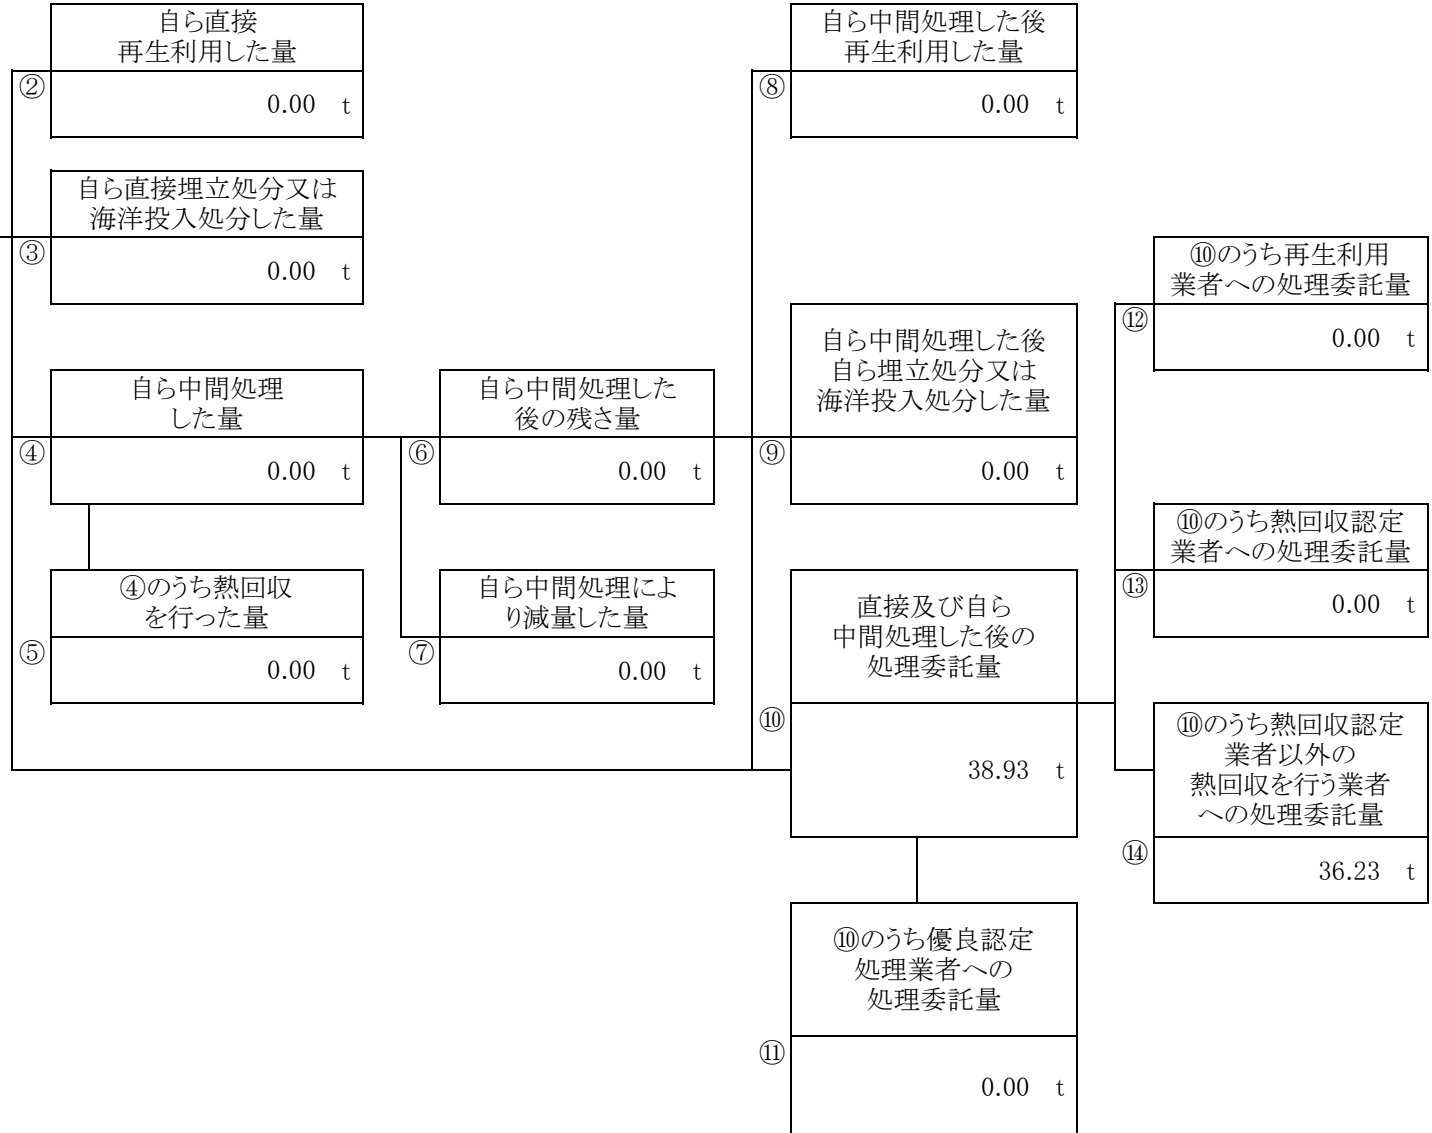 自ら直接
再生利用した量
②
0.00 t
自ら直接埋立処分又は
海洋投入処分した量
③
0.00 t
自ら中間処理
した量
④
0.00 t
④のうち熱回収
を行った量
⑤
0.00 t
自ら中間処理した
後の残さ量
⑥
0.00 t
自ら中間処理によ
り減量した量
⑦
0.00 t
自ら中間処理した後
再生利用した量
⑧
0.00 t
自ら中間処理した後
自ら埋立処分又は
海洋投入処分した量
⑨
0.00 t
直接及び自ら
中間処理した後の
処理委託量
⑩
38.93 t
⑩のうち優良認定
処理業者への
処理委託量
⑪
0.00 t
⑩のうち再生利用
業者への処理委託量
⑫
0.00 t
⑩のうち熱回収認定
業者への処理委託量
⑬
0.00 t
⑩のうち熱回収認定
業者以外の
熱回収を行う業者
への処理委託量
⑭
36.23 t